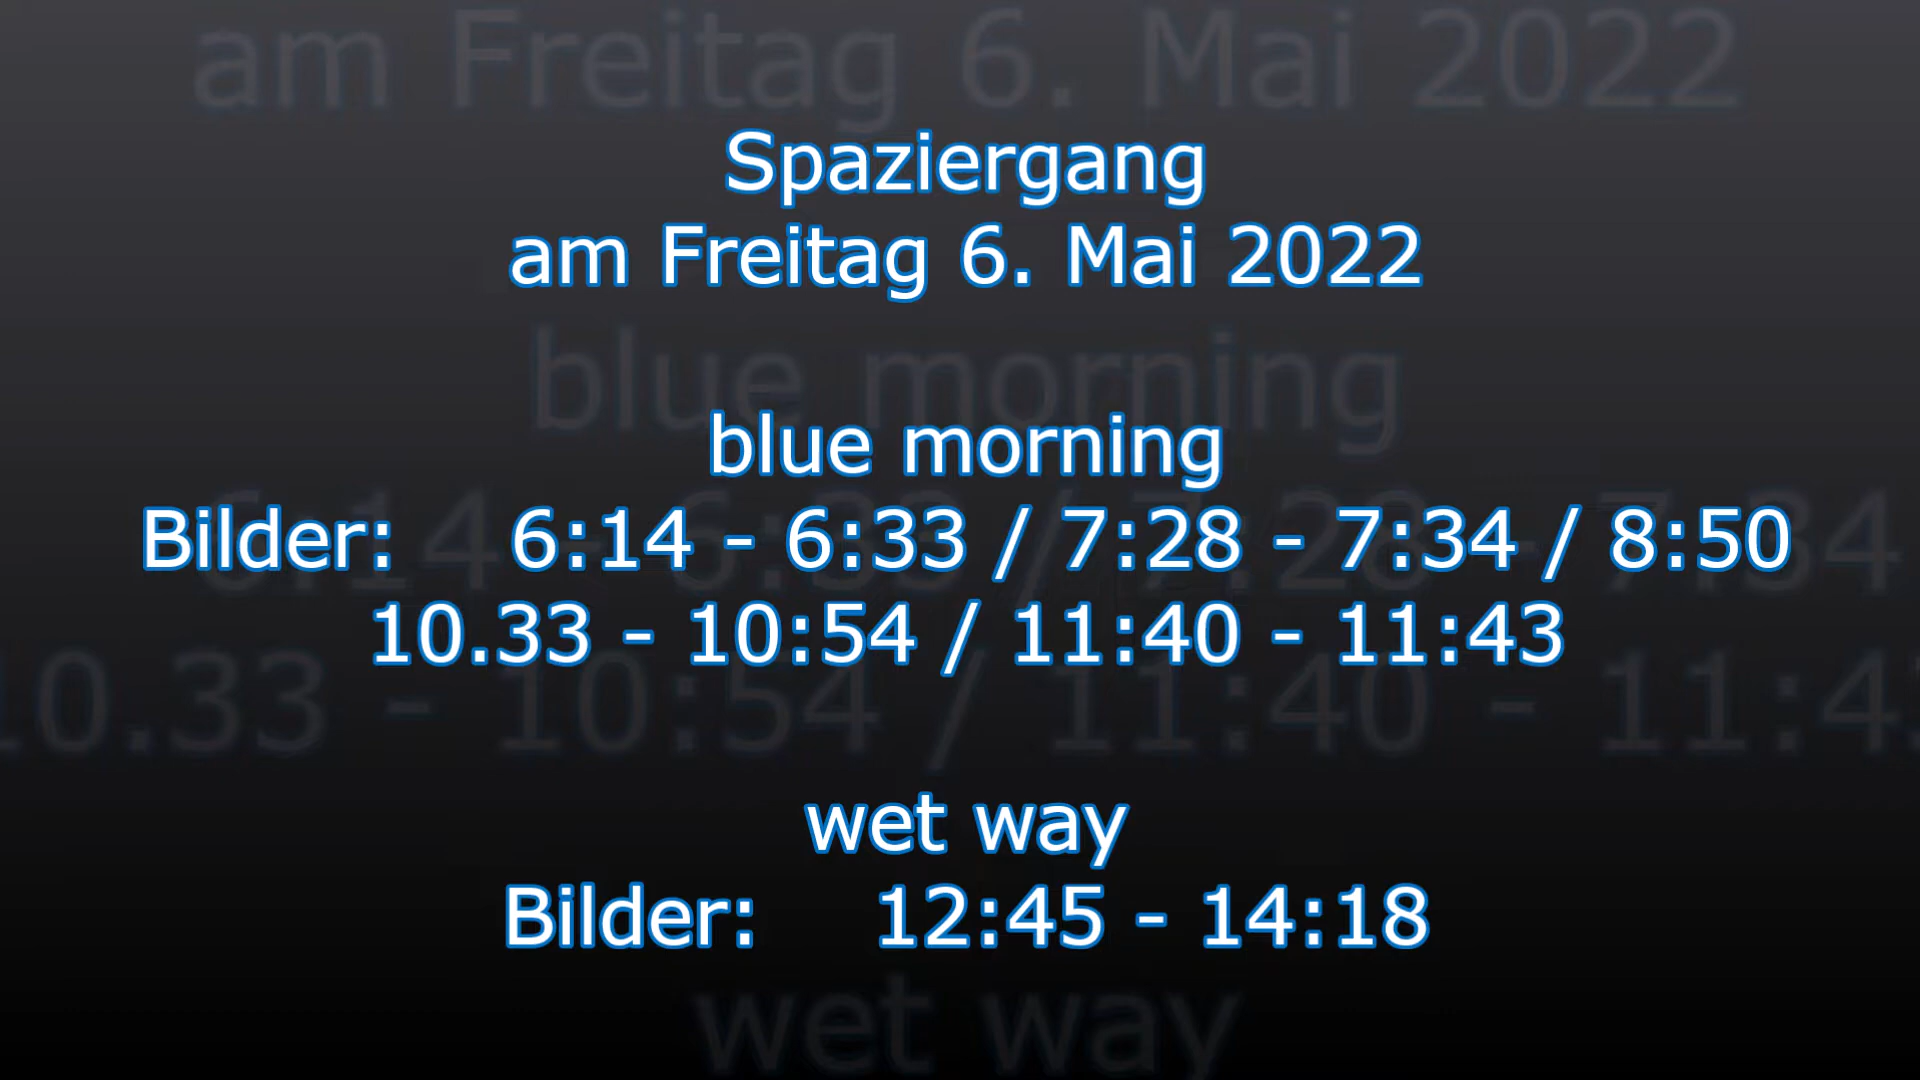 Spaziergang
am Freitag 6. Mai 2022
blue morning
Bilder: 6:14 - 6:33 / 7:28 - 7:34 / 8:50
10.33 - 10:54 / 11:40 - 11:43
wet way
Bilder: 12:45 - 14:18